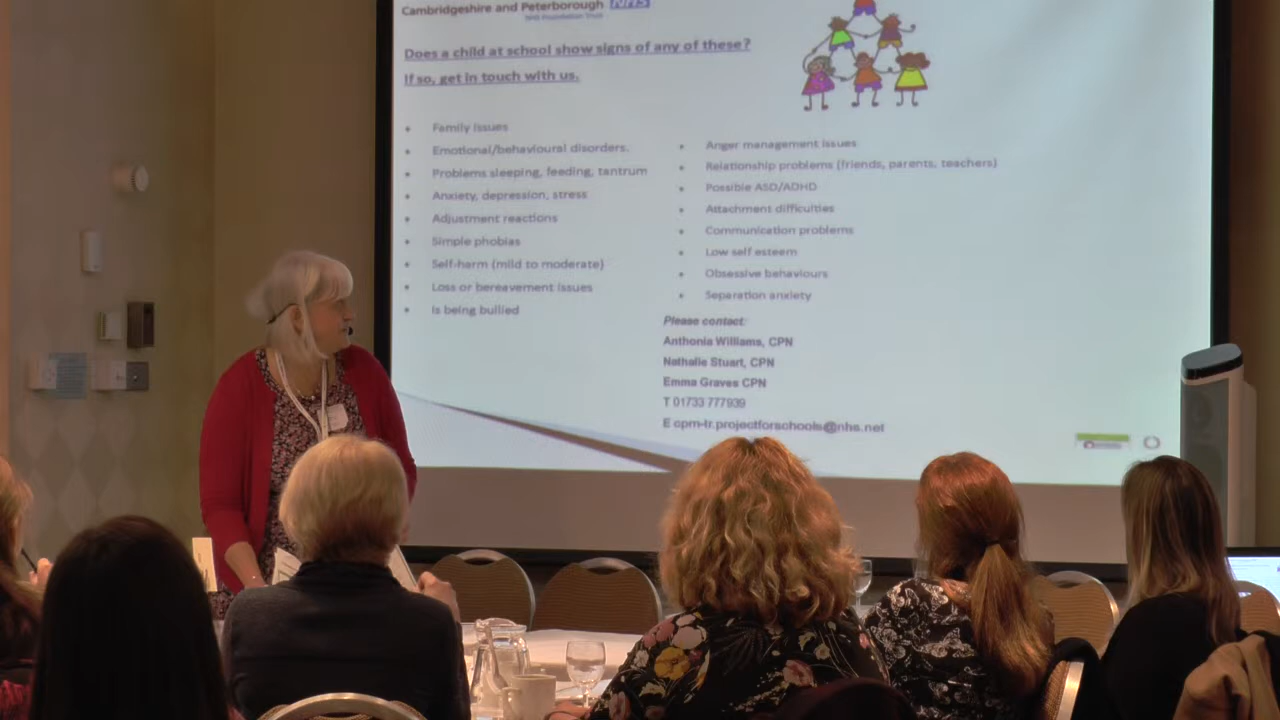 Cambridgeshire and Peterborough NHS
NHS Foundation Trust
Does a child at school show signs of any of these?
If so, get in touch with us.
• Family issues
• Emotional/behavioural disorders.
• Problems sleeping, feeding, tantrum
• Anxiety, depression, stress
• Adjustment reactions
• Simple phobias
• Self-harm (mild to moderate)
• Loss or bereavement issues
• Is being bullied
• Anger management issues
• Relationship problems (friends, parents, teachers)
• Possible ASD/ADHD
• Attachment difficulties
• Communication problems
• Low self esteem
• Obsessive behaviours
• Separation anxiety
Please contact:
Anthonia Williams, CPN
Nathalie Stuart, CPN
Emma Graves CPN
T 01733 777939
E cpm-tr.projectforschools@nhs.net